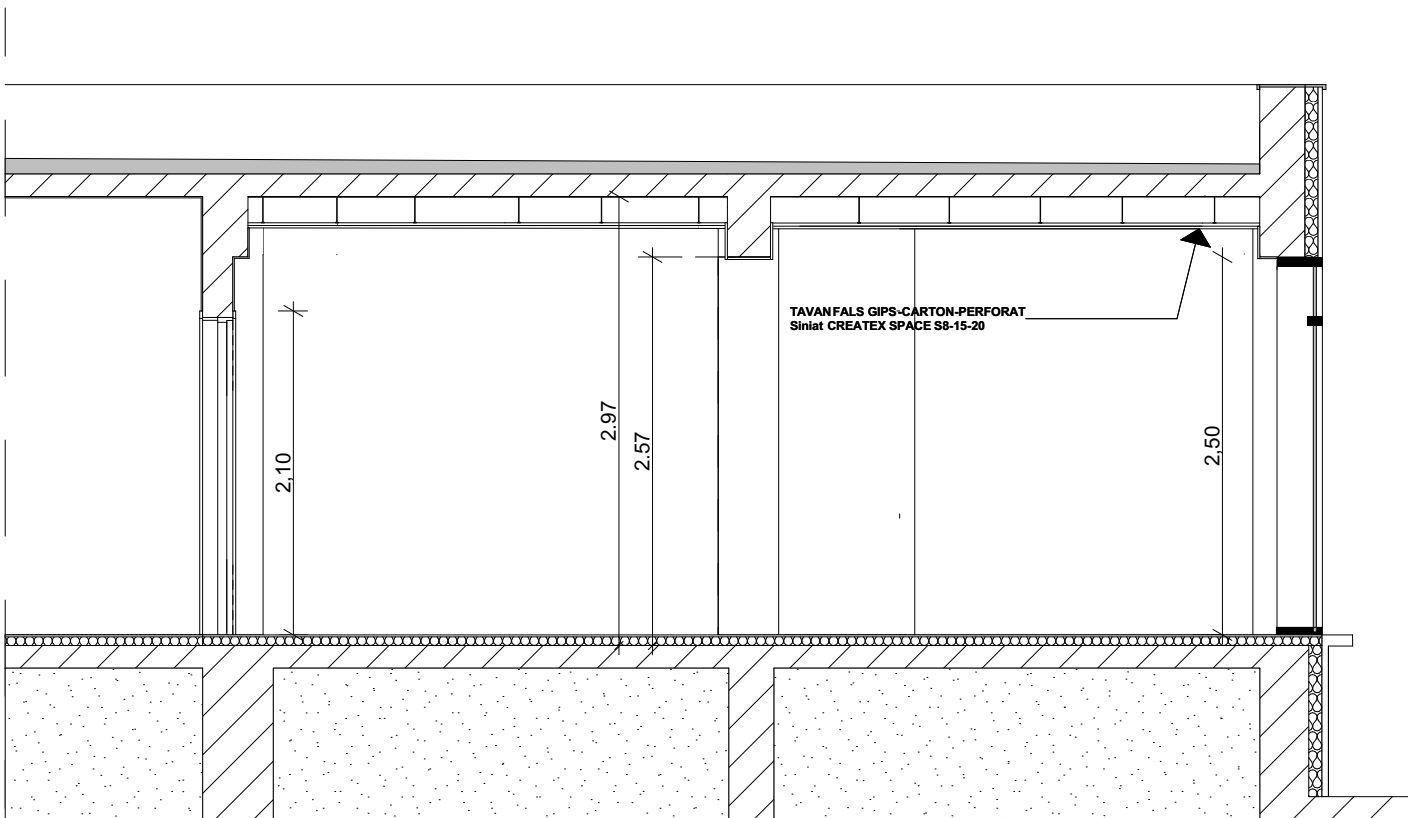 TAVAN FALS GIPS-CARTON-PERFORAT
Siniat CREATEX SPACE S8-15-20
2,10
2.97
2.57
2,50